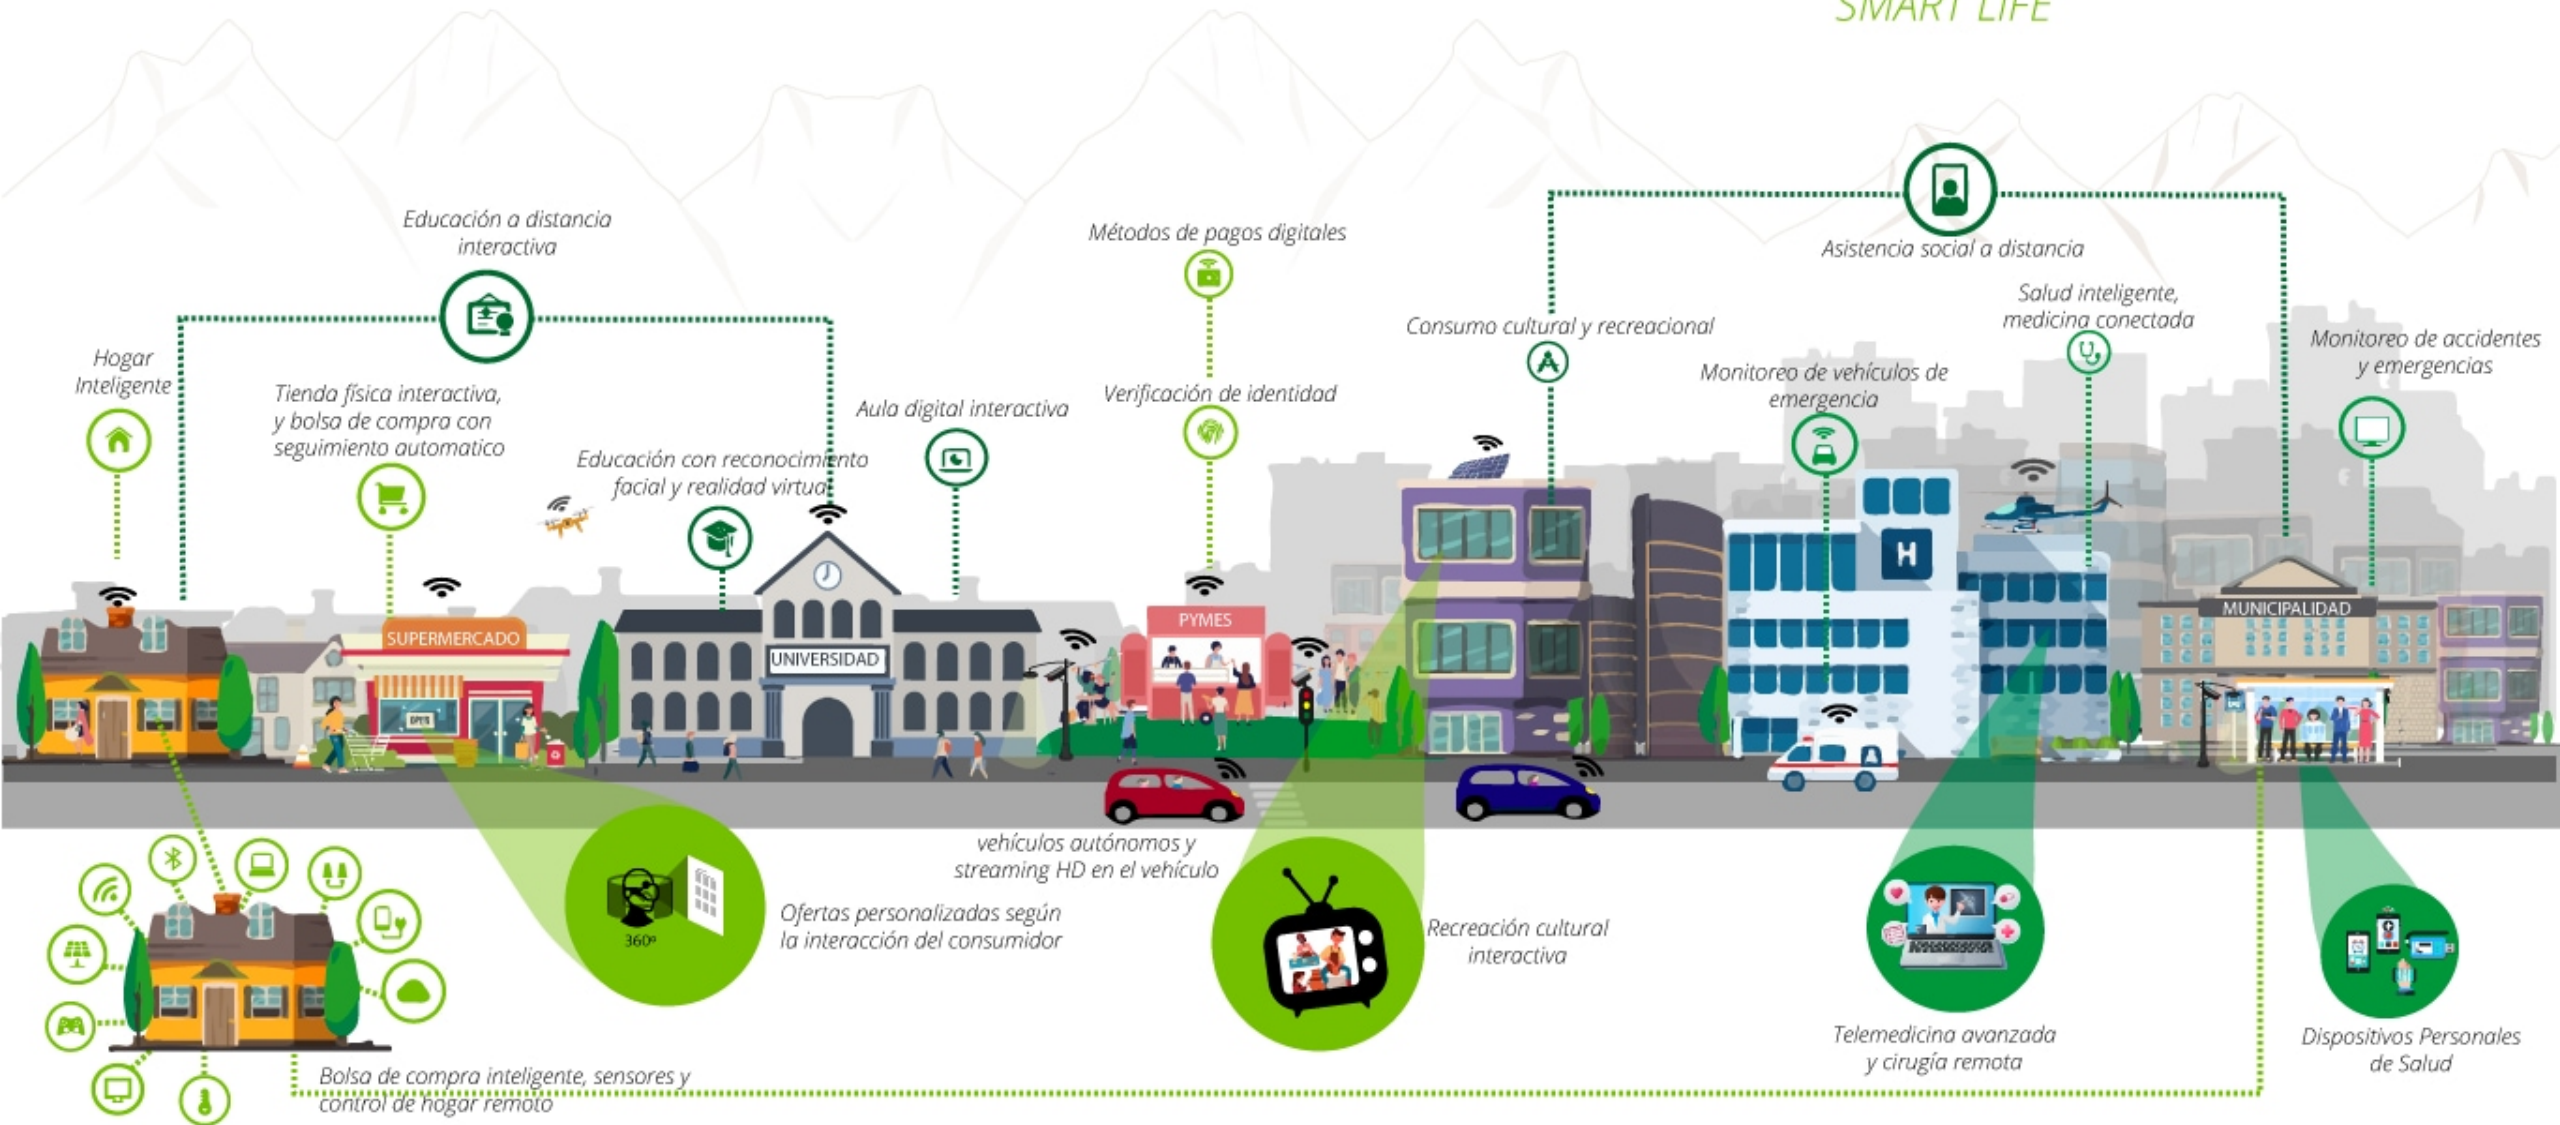 SMART LIFE
Educación a distancia
interactiva
Métodos de pagos digitales
Asistencia social a distancia
Salud inteligente,
medicina conectada
Consumo cultural y recreacional
Monitoreo de accidentes
y emergencias
Hogar
Inteligente
Monitoreo de vehículos de
emergencia
Tienda física interactiva,
y bolsa de compra con
seguimiento automatico
Verificación de identidad
Aula digital interactiva
Educación con reconocimiento
facial y realidad virtual
H
SUPERMERCADO
OPEN
UNIVERSIDAD
PYMES
MUNICIPALIDAD
A
vehículos autónomos y
streaming HD en el vehículo
360º
Ofertas personalizadas según
la interacción del consumidor
Recreación cultural
interactiva
Telemedicina avanzada
y cirugía remota
Dispositivos Personales
de Salud
Bolsa de compra inteligente, sensores y
control de hogar remoto